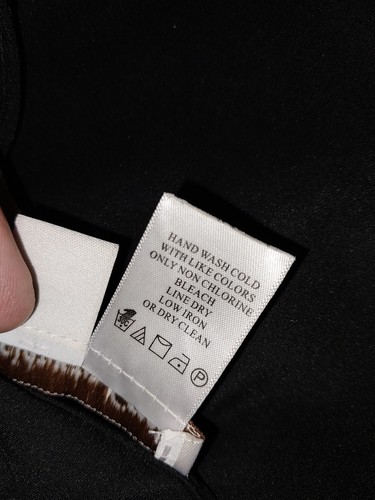 HAND WASH COLD
WITH LIKE COLORS
ONLY NON CHLORINE
BLEACH
LINE DRY
LOW IRON
OR DRY CLEAN
P